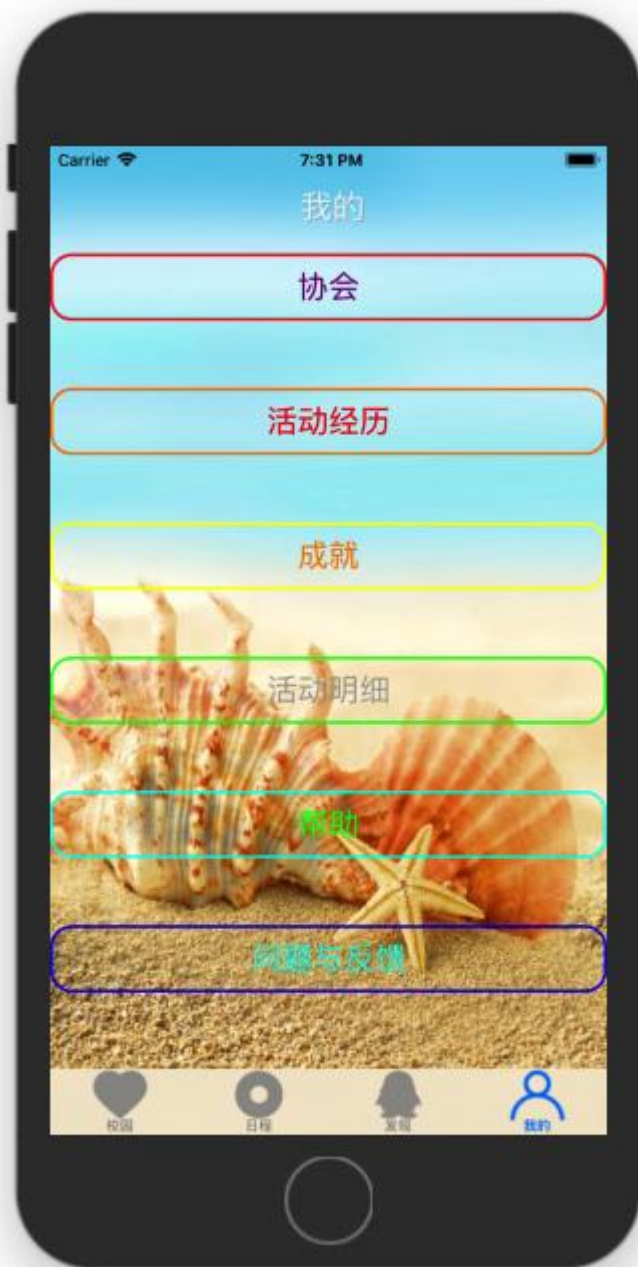 Carrier 7:31 PM
我的
协会
活动经历
成就
活动明细
帮助
问题与反馈
校园 日程 发现 我的